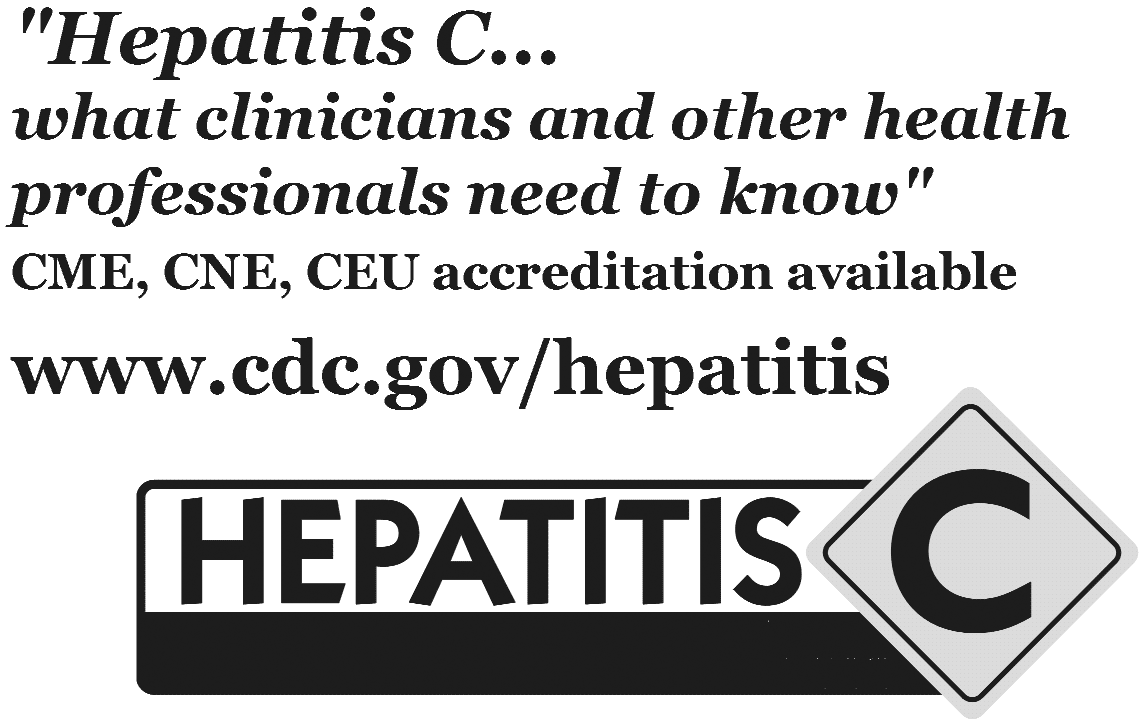 "Hepatitis C...
what clinicians and other health
professionals need to know"
CME, CNE, CEU accreditation available
www.cdc.gov/hepatitis
HEPATITIS C